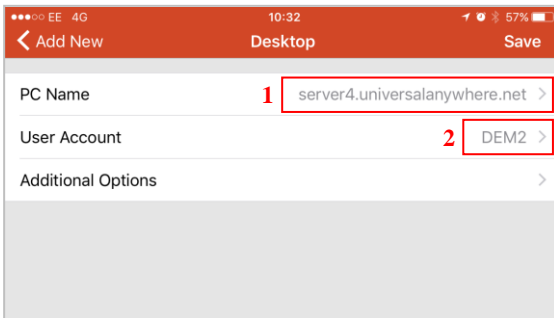 EE 4G 10:32 57%
Add New Desktop Save
PC Name 1 server4.universalanywhere.net
User Account 2 DEM2
Additional Options